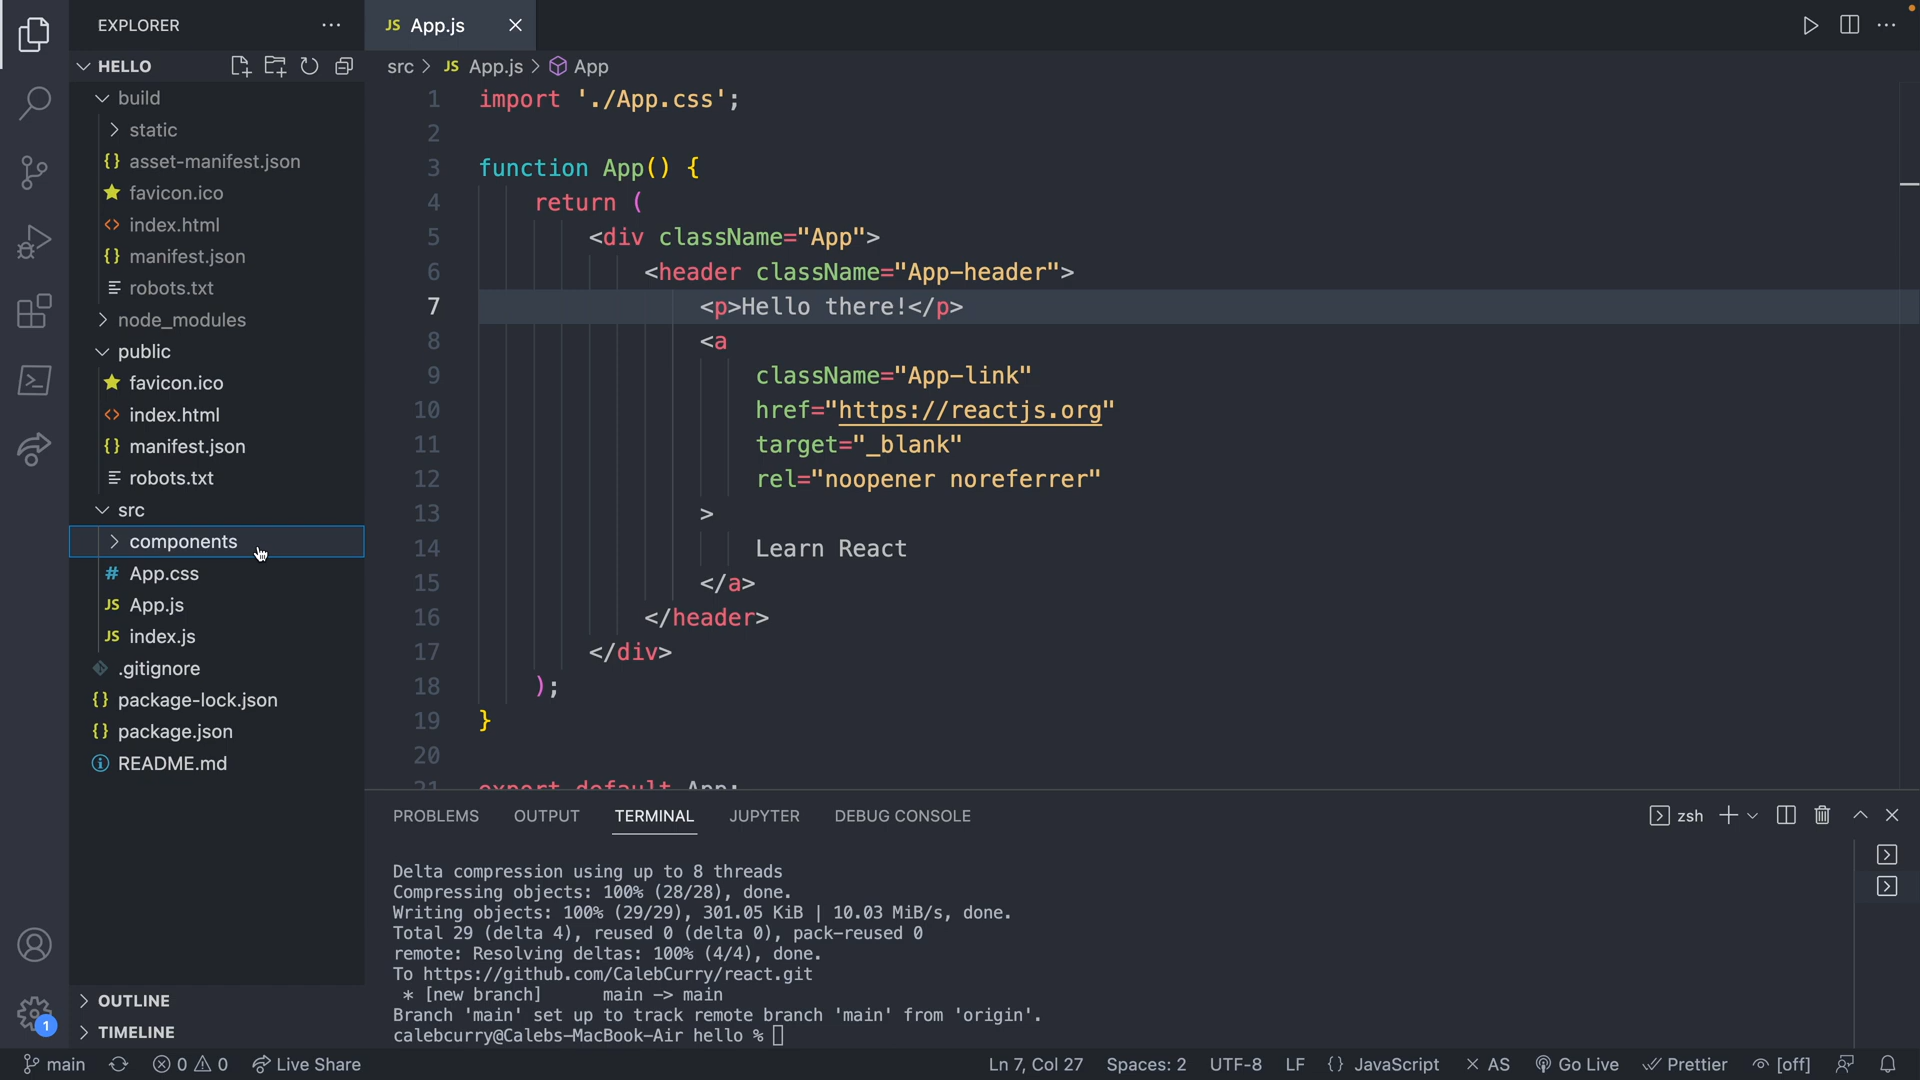 EXPLORER
HELLO
build
static
{} asset-manifest.json
favicon.ico
<> index.html
{} manifest.json
robots.txt
node_modules
public
favicon.ico
<> index.html
{} manifest.json
robots.txt
src
components
# App.css
JS App.js
JS index.js
.gitignore
{} package-lock.json
{} package.json
README.md
OUTLINE
TIMELINE
1
JS App.js
src > JS App.js > App
1 import './App.css';
2
3 function App() {
4 return (
5 <div className="App">
6 <header className="App-header">
7 <p>Hello there!</p>
8 <a
9 className="App-link"
10 href="https://reactjs.org"
11 target="_blank"
12 rel="noopener noreferrer"
13 >
14 Learn React
15 </a>
16 </header>
17 </div>
18 );
19 }
20
21 export default App;
PROBLEMS OUTPUT TERMINAL JUPYTER DEBUG CONSOLE zsh
Delta compression using up to 8 threads
Compressing objects: 100% (28/28), done.
Writing objects: 100% (29/29), 301.05 KiB | 10.03 MiB/s, done.
Total 29 (delta 4), reused 0 (delta 0), pack-reused 0
remote: Resolving deltas: 100% (4/4), done.
To https://github.com/CalebCurry/react.git
* [new branch] main -> main
Branch 'main' set up to track remote branch 'main' from 'origin'.
calebcurry@Calebs-MacBook-Air hello %
main 0 0 Live Share Ln 7, Col 27 Spaces: 2 UTF-8 LF {} JavaScript × AS Go Live Prettier [off]